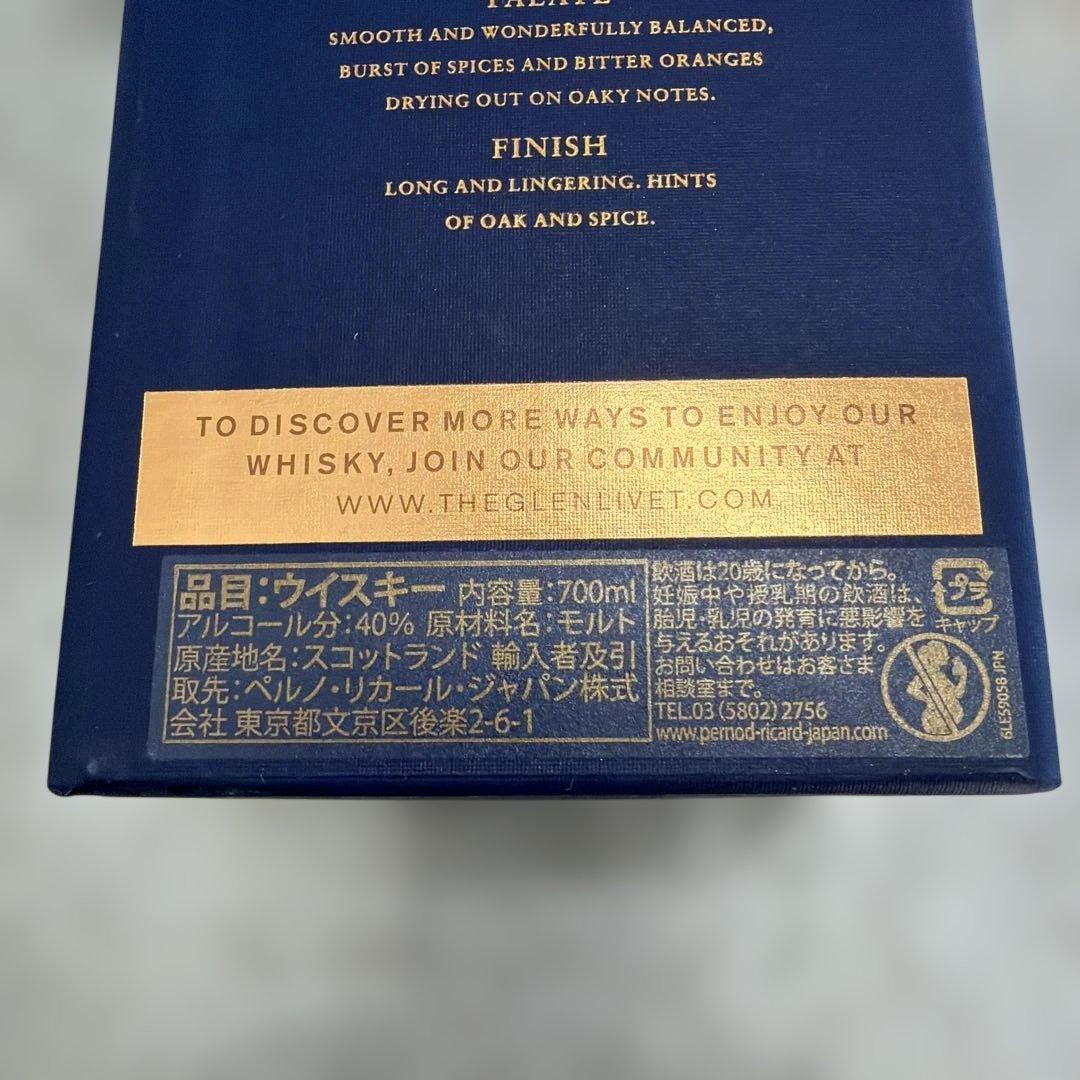 PALATE
SMOOTH AND WONDERFULLY BALANCED,
BURST OF SPICES AND BITTER ORANGES
DRYING OUT ON OAKY NOTES.
FINISH
LONG AND LINGERING. HINTS
OF OAK AND SPICE.
TO DISCOVER MORE WAYS TO ENJOY OUR
WHISKY, JOIN OUR COMMUNITY AT
WWW.THEGLENLIVET.COM
品目:ウイスキー 内容量:700ml
アルコール分:40% 原材料名:モルト
原産地名:スコットランド 輸入者及引
取先:ペルノ・リカール・ジャパン株式
会社 東京都文京区後楽2-6-1
飲酒は20歳になってから。
妊娠中や授乳期の飲酒は、
胎児・乳児の発育に悪影響を
与えるおそれがあります。
お問い合わせはお客さま
相談室まで。
TEL.03 (5802) 2756
www.pernod-ricard-japan.com
プラ
キャップ
6LE59058-JPN